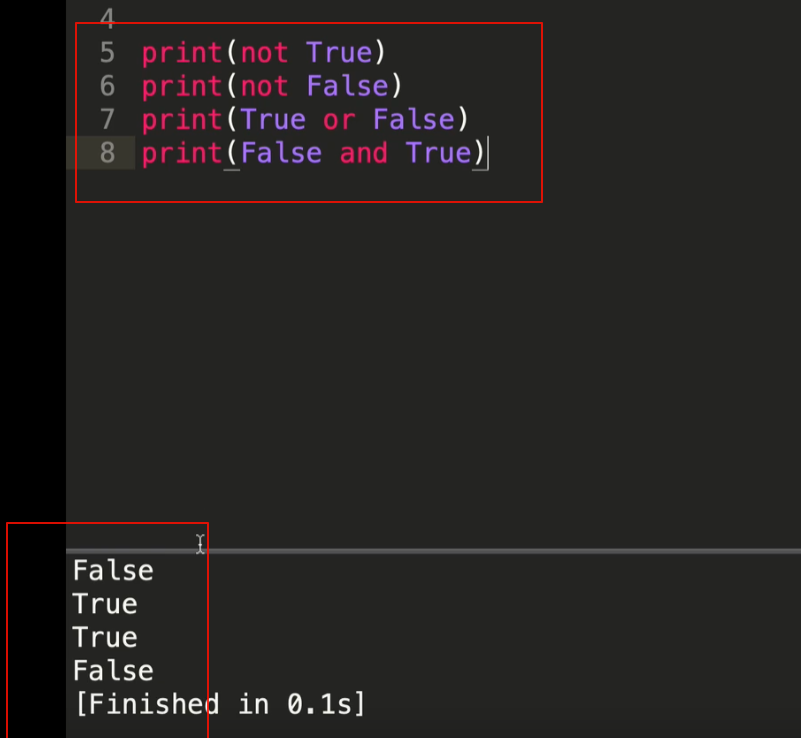 4
5 print(not True)
6 print(not False)
7 print(True or False)
8 print(False and True)
False
True
True
False
[Finished in 0.1s]